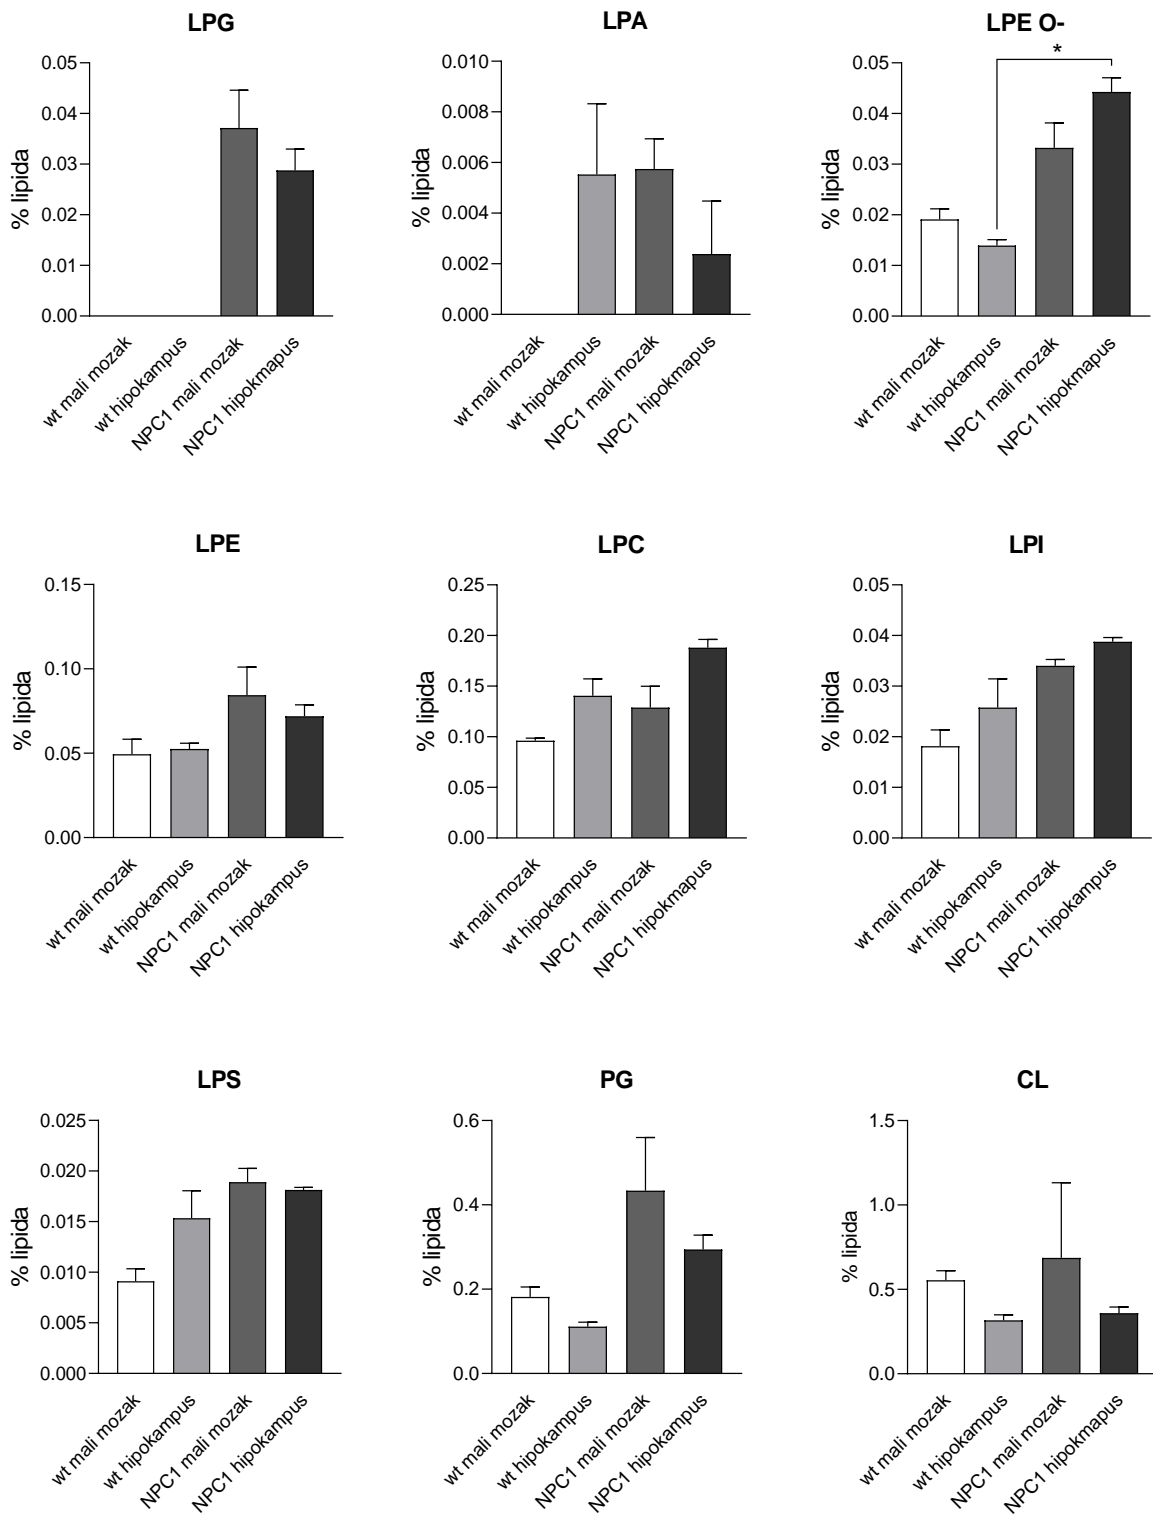 LPG
% lipida
0.05
0.04
0.03
0.02
0.01
0.00
wt mali mozak
wt hipokampus
NPC1 mali mozak
NPC1 hipokampus
LPA
% lipida
0.010
0.008
0.006
0.004
0.002
0.000
wt mali mozak
wt hipokampus
NPC1 mali mozak
NPC1 hipokmapus
LPE O-
*
% lipida
0.05
0.04
0.03
0.02
0.01
0.00
wt mali mozak
wt hipokampus
NPC1 mali mozak
NPC1 hipokmapus
LPE
% lipida
0.15
0.10
0.05
0.00
wt mali mozak
wt hipokampus
NPC1 mali mozak
NPC1 hipokampus
LPC
% lipida
0.25
0.20
0.15
0.10
0.05
0.00
wt mali mozak
wt hipokampus
NPC1 mali mozak
NPC1 hipokmapus
LPI
% lipida
0.05
0.04
0.03
0.02
0.01
0.00
wt mali mozak
wt hipokampus
NPC1 mali mozak
NPC1 hipokampus
LPS
% lipida
0.025
0.020
0.015
0.010
0.005
0.000
wt mali mozak
wt hipokampus
NPC1 mali mozak
NPC1 hipokampus
PG
% lipida
0.6
0.4
0.2
0.0
wt mali mozak
wt hipokampus
NPC1 mali mozak
NPC1 hipokampus
CL
% lipida
1.5
1.0
0.5
0.0
wt mali mozak
wt hipokampus
NPC1 mali mozak
NPC1 hipokmapus